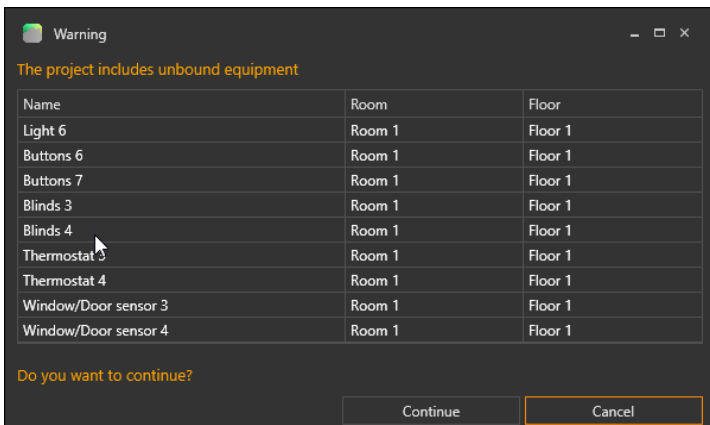 Warning
The project includes unbound equipment
Name Room Floor
Light 6 Room 1 Floor 1
Buttons 6 Room 1 Floor 1
Buttons 7 Room 1 Floor 1
Blinds 3 Room 1 Floor 1
Blinds 4 Room 1 Floor 1
Thermostat Room 1 Floor 1
Thermostat 4 Room 1 Floor 1
Window/Door sensor 3 Room 1 Floor 1
Window/Door sensor 4 Room 1 Floor 1
Do you want to continue?
Continue Cancel